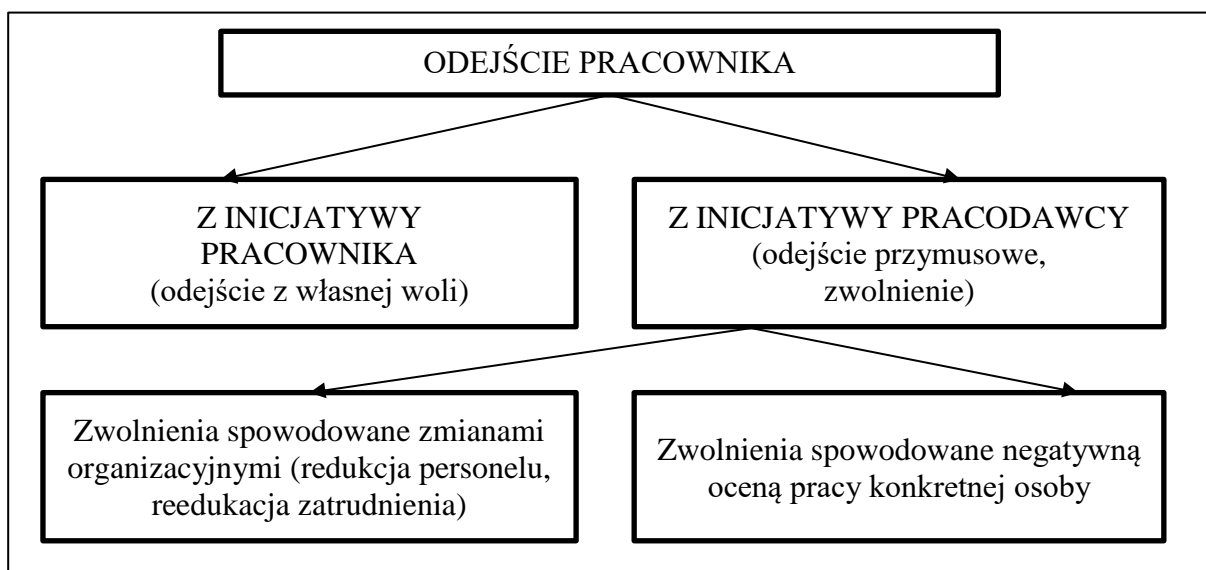 ODEJŚCIE PRACOWNIKA
Z INICJATYWY
PRACOWNIKA
(odejście z własnej woli)
Z INICJATYWY PRACODAWCY
(odejście przymusowe,
zwolnienie)
Zwolnienia spowodowane zmianami
organizacyjnymi (redukcja personelu,
reedukacja zatrudnienia)
Zwolnienia spowodowane negatywną
oceną pracy konkretnej osoby